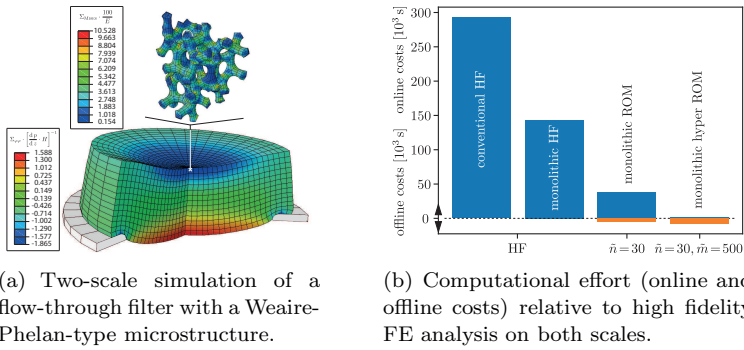 Σ_Mises · 100/E
10.528
9.663
8.804
7.939
7.074
6.209
5.342
4.477
3.613
2.748
1.883
1.018
0.154
Σ_φφ · [dp/dz · H]^−1
1.588
1.300
1.012
0.725
0.437
0.149
-0.139
-0.426
-0.714
-1.002
-1.290
-1.577
-1.865
(a) Two-scale simulation of a
flow-through filter with a Weaire-
Phelan-type microstructure.
offline costs [10³ s]
online costs [10³ s]
300
250
200
150
100
50
0
conventional HF
monolithic HF
monolithic ROM
monolithic hyper ROM
HF
ñ = 30
ñ = 30, m̃ = 500
(b) Computational effort (online and
offline costs) relative to high fidelity
FE analysis on both scales.